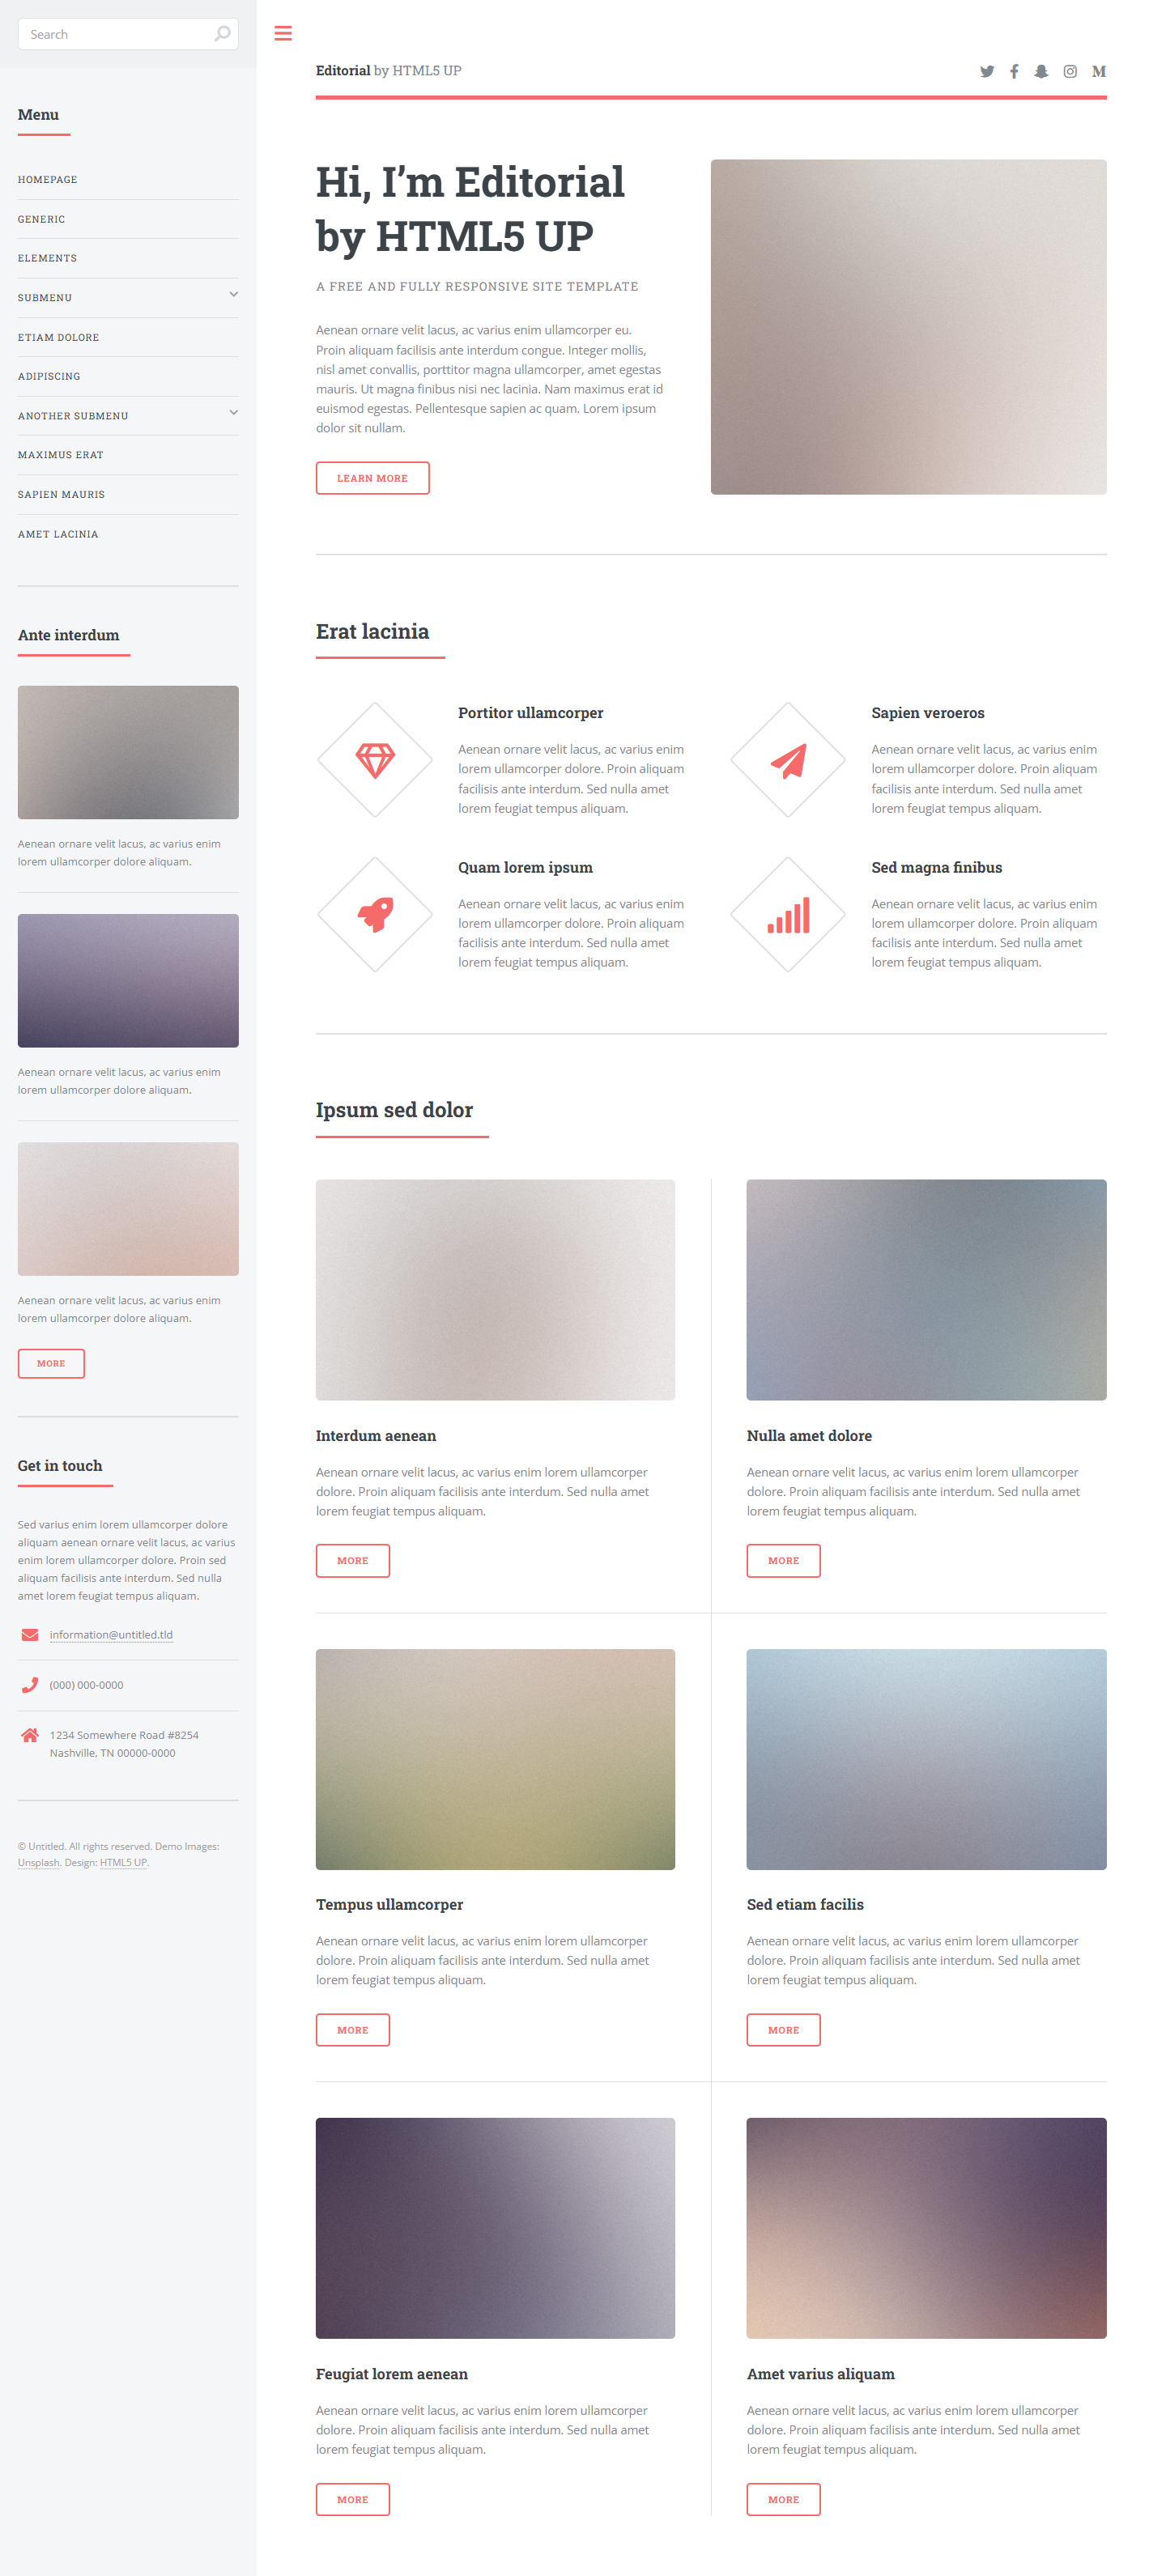 Search
Menu
HOMEPAGE
GENERIC
ELEMENTS
SUBMENU
ETIAM DOLORE
ADIPISCING
ANOTHER SUBMENU
MAXIMUS ERAT
SAPIEN MAURIS
AMET LACINIA
Ante interdum
Aenean ornare velit lacus, ac varius enim
lorem ullamcorper dolore aliquam.
Aenean ornare velit lacus, ac varius enim
lorem ullamcorper dolore aliquam.
Aenean ornare velit lacus, ac varius enim
lorem ullamcorper dolore aliquam.
MORE
Get in touch
Sed varius enim lorem ullamcorper dolore
aliquam aenean ornare velit lacus, ac varius
enim lorem ullamcorper dolore. Proin sed
aliquam facilisis ante interdum. Sed nulla
amet lorem feugiat tempus aliquam.
information@untitled.tld
(000) 000-0000
1234 Somewhere Road #8254
Nashville, TN 00000-0000
© Untitled. All rights reserved. Demo Images:
Unsplash. Design: HTML5 UP.
Editorial by HTML5 UP
Hi, I’m Editorial
by HTML5 UP
A FREE AND FULLY RESPONSIVE SITE TEMPLATE
Aenean ornare velit lacus, ac varius enim ullamcorper eu.
Proin aliquam facilisis ante interdum congue. Integer mollis,
nisl amet convallis, porttitor magna ullamcorper, amet egestas
mauris. Ut magna finibus nisi nec lacinia. Nam maximus erat id
euismod egestas. Pellentesque sapien ac quam. Lorem ipsum
dolor sit nullam.
LEARN MORE
Erat lacinia
Portitor ullamcorper
Aenean ornare velit lacus, ac varius enim
lorem ullamcorper dolore. Proin aliquam
facilisis ante interdum. Sed nulla amet
lorem feugiat tempus aliquam.
Sapien veroeros
Aenean ornare velit lacus, ac varius enim
lorem ullamcorper dolore. Proin aliquam
facilisis ante interdum. Sed nulla amet
lorem feugiat tempus aliquam.
Quam lorem ipsum
Aenean ornare velit lacus, ac varius enim
lorem ullamcorper dolore. Proin aliquam
facilisis ante interdum. Sed nulla amet
lorem feugiat tempus aliquam.
Sed magna finibus
Aenean ornare velit lacus, ac varius enim
lorem ullamcorper dolore. Proin aliquam
facilisis ante interdum. Sed nulla amet
lorem feugiat tempus aliquam.
Ipsum sed dolor
Interdum aenean
Aenean ornare velit lacus, ac varius enim lorem ullamcorper
dolore. Proin aliquam facilisis ante interdum. Sed nulla amet
lorem feugiat tempus aliquam.
MORE
Nulla amet dolore
Aenean ornare velit lacus, ac varius enim lorem ullamcorper
dolore. Proin aliquam facilisis ante interdum. Sed nulla amet
lorem feugiat tempus aliquam.
MORE
Tempus ullamcorper
Aenean ornare velit lacus, ac varius enim lorem ullamcorper
dolore. Proin aliquam facilisis ante interdum. Sed nulla amet
lorem feugiat tempus aliquam.
MORE
Sed etiam facilis
Aenean ornare velit lacus, ac varius enim lorem ullamcorper
dolore. Proin aliquam facilisis ante interdum. Sed nulla amet
lorem feugiat tempus aliquam.
MORE
Feugiat lorem aenean
Aenean ornare velit lacus, ac varius enim lorem ullamcorper
dolore. Proin aliquam facilisis ante interdum. Sed nulla amet
lorem feugiat tempus aliquam.
MORE
Amet varius aliquam
Aenean ornare velit lacus, ac varius enim lorem ullamcorper
dolore. Proin aliquam facilisis ante interdum. Sed nulla amet
lorem feugiat tempus aliquam.
MORE